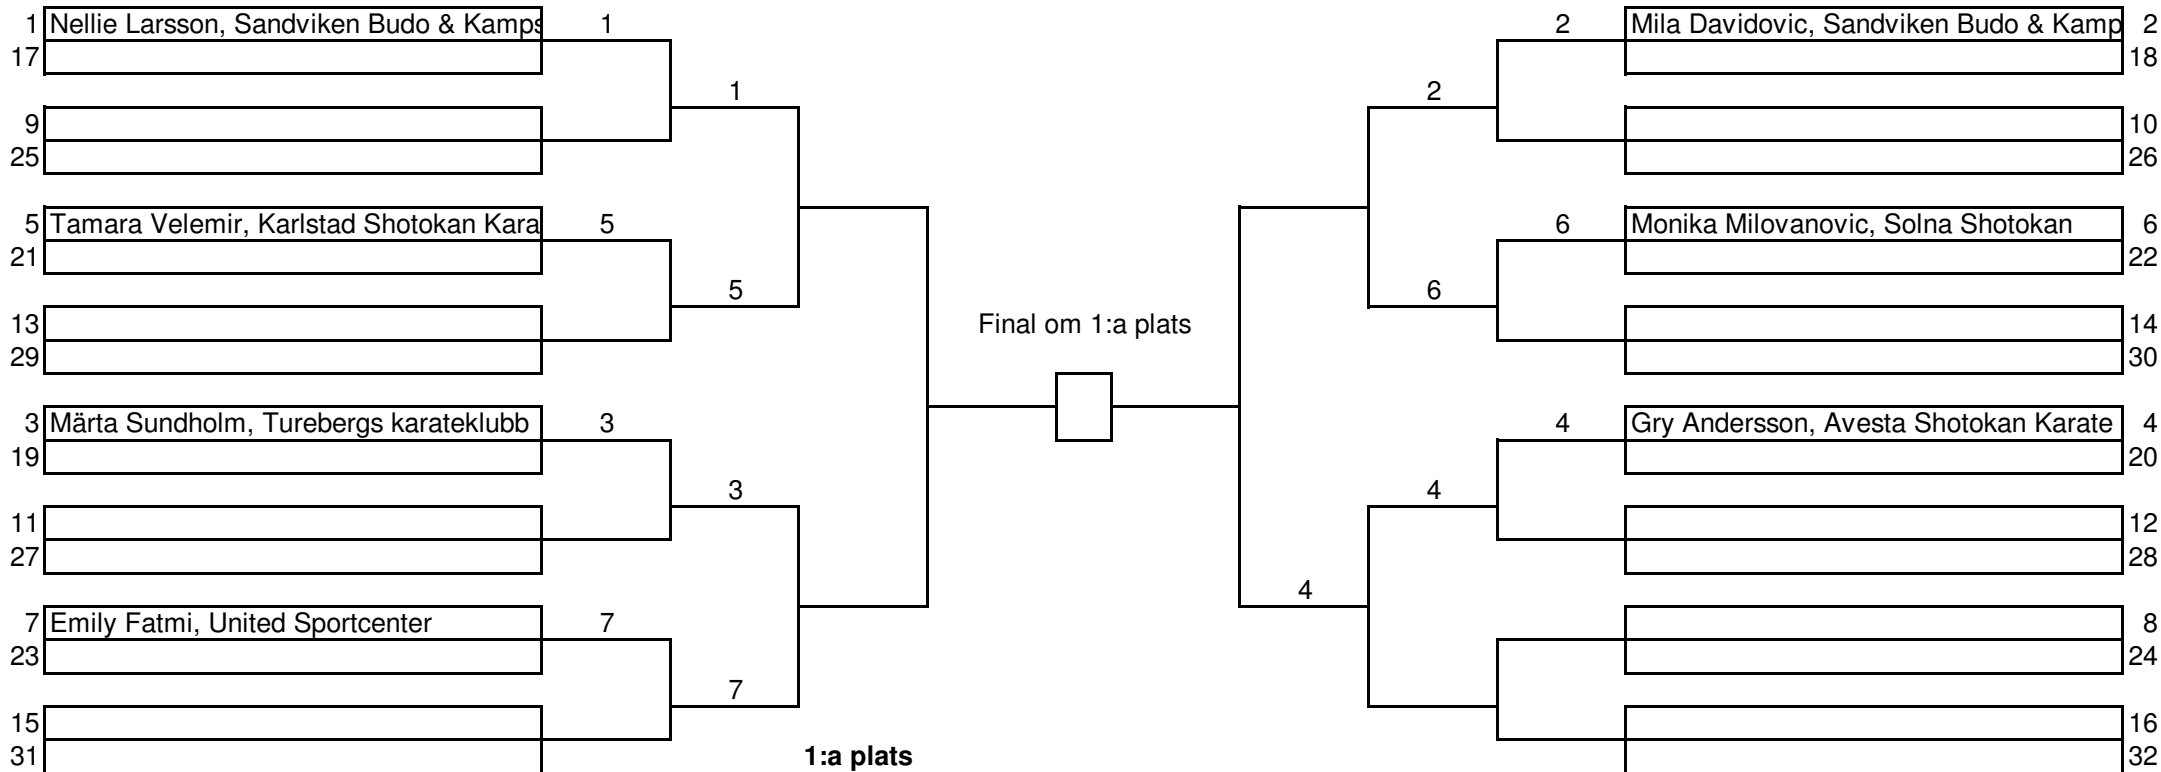 1 Nellie Larsson, Sandviken Budo & Kamps 1 2 Mila Davidovic, Sandviken Budo & Kamp 2
17 18
1 2
9 10
25 26
5 Tamara Velemir, Karlstad Shotokan Kara 5 6 Monika Milovanovic, Solna Shotokan 6
21 22
5 6
13 Final om 1:a plats 14
29 30
3 Märta Sundholm, Turebergs karateklubb 3 4 Gry Andersson, Avesta Shotokan Karate 4
19 20
3 4
11 12
27 28
4
7 Emily Fatmi, United Sportcenter 7 8
23 24
7
15 16
31 1:a plats 32